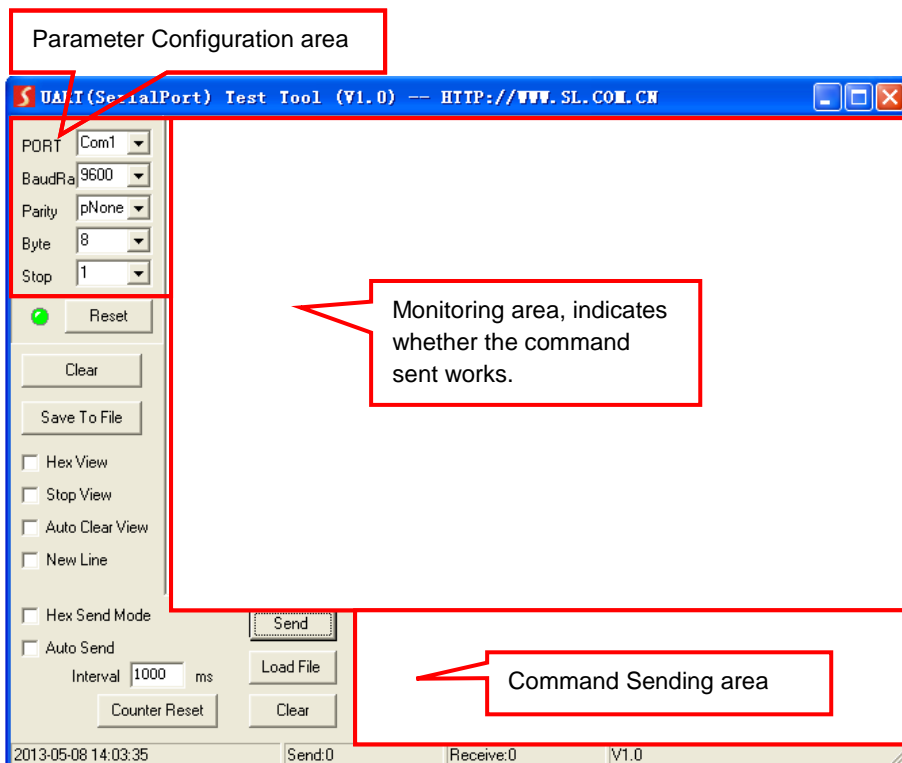 Parameter Configuration area
UART(SerialPort) Test Tool (V1.0) -- HTTP://WWW.SL.COM.CN
PORT Com1
BaudRa 9600
Parity pNone
Byte 8
Stop 1
Reset
Clear
Save To File
Hex View
Stop View
Auto Clear View
New Line
Monitoring area, indicates
whether the command
sent works.
Hex Send Mode
Send
Auto Send
Interval 1000 ms
Load File
Counter Reset
Clear
Command Sending area
2013-05-08 14:03:35 Send:0 Receive:0 V1.0